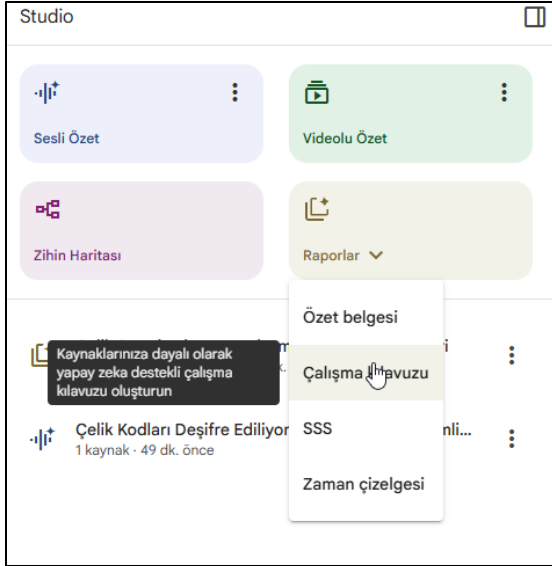 Studio
Sesli Özet
Videolu Özet
Zihin Haritası
Raporlar
Özet belgesi
Kaynaklarınıza dayalı olarak
yapay zeka destekli çalışma
kılavuzu oluşturun
Çalışma kılavuzu
Çelik Kodları Deşifre Ediliyor
1 kaynak · 49 dk. önce
SSS
Zaman çizelgesi